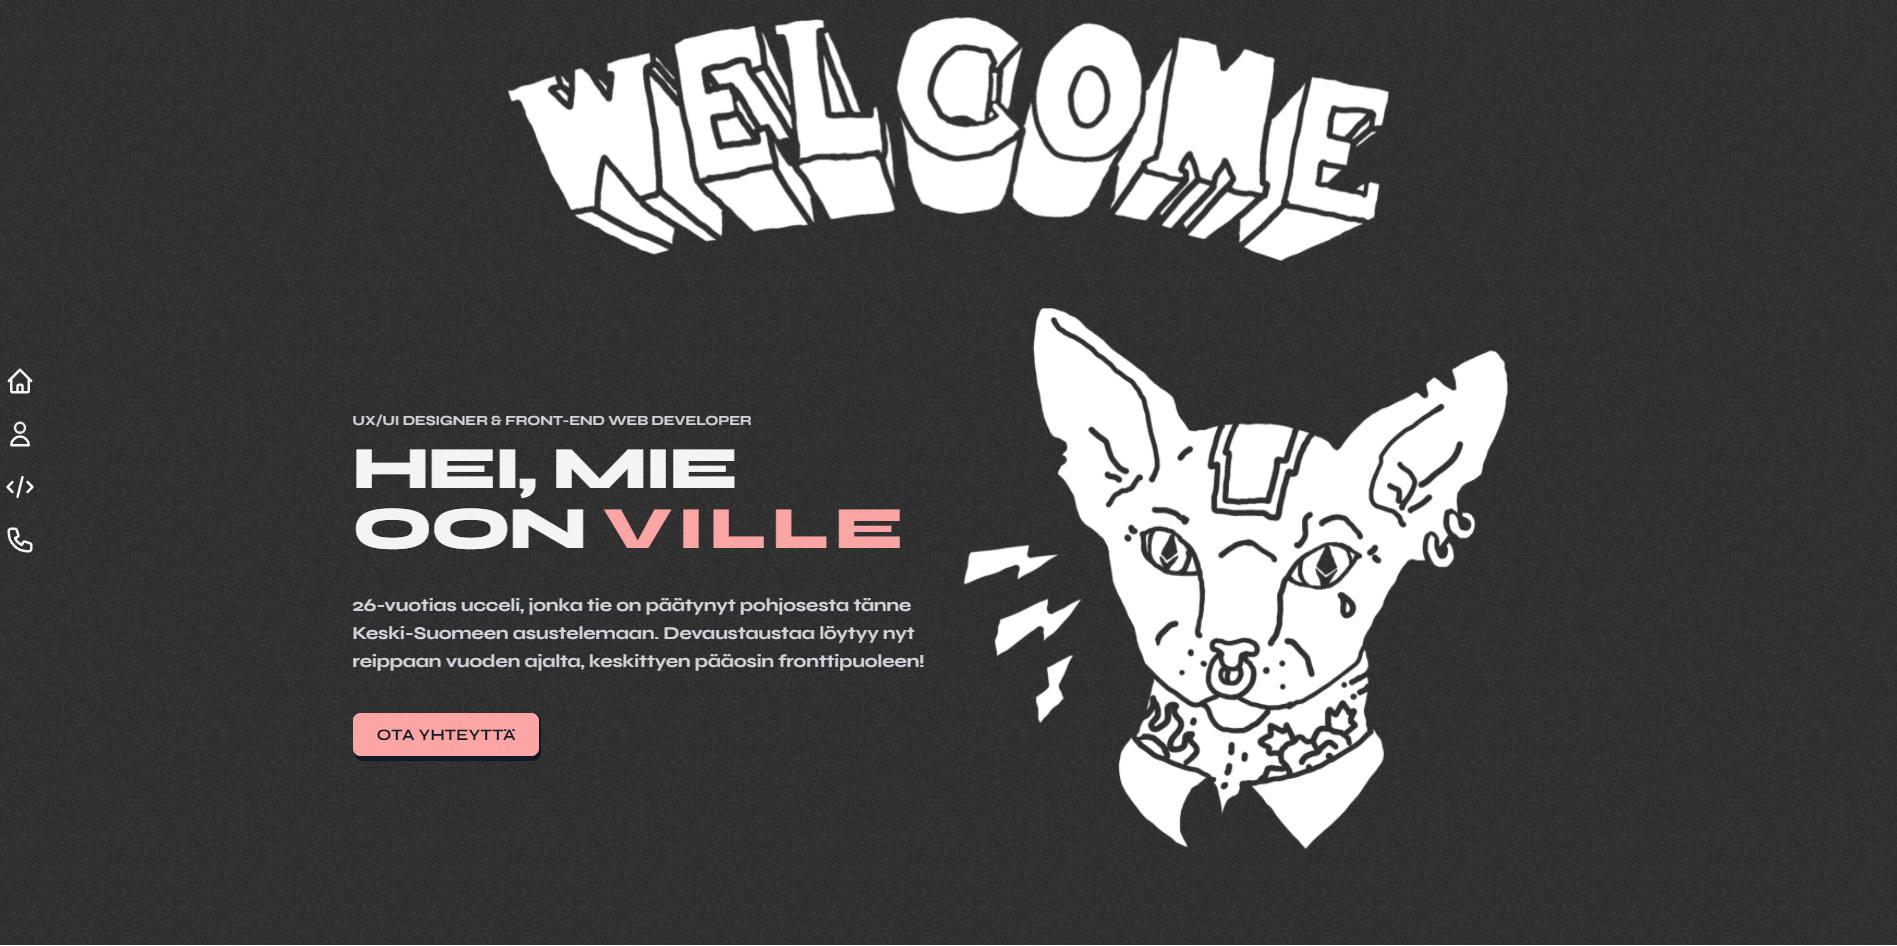 WELCOME
UX/UI DESIGNER & FRONT-END WEB DEVELOPER
HEI, MIE
OON VILLE
26-vuotias ucceli, jonka tie on päätynyt pohjosesta tänne
Keski-Suomeen asustelemaan. Devaustaustaa löytyy nyt
reippaan vuoden ajalta, keskittyen pääosin fronttipuoleen!
OTA YHTEYTTÄ